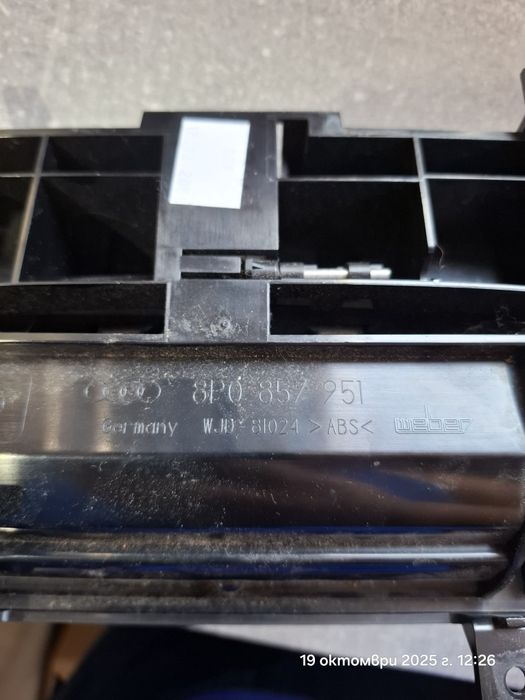 8P0 857 951
Germany WJD-81024 >ABS< weber
19 октомври 2025 г. 12:26